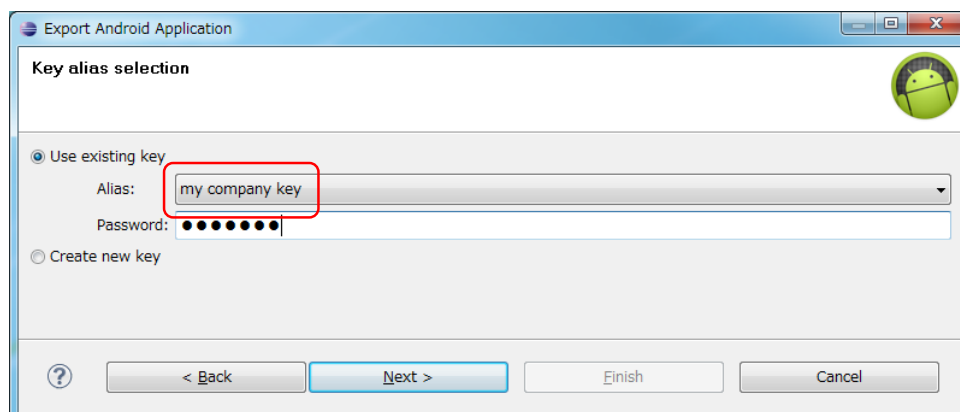 Export Android Application
Key alias selection
Use existing key
Alias: my company key
Password: ●●●●●●●
Create new key
? < Back Next > Finish Cancel